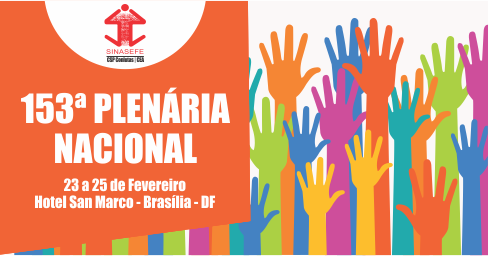 SINASEFE
CSP Conlutas | CEA
153ª PLENÁRIA
NACIONAL
23 a 25 de Fevereiro
Hotel San Marco - Brasília - DF